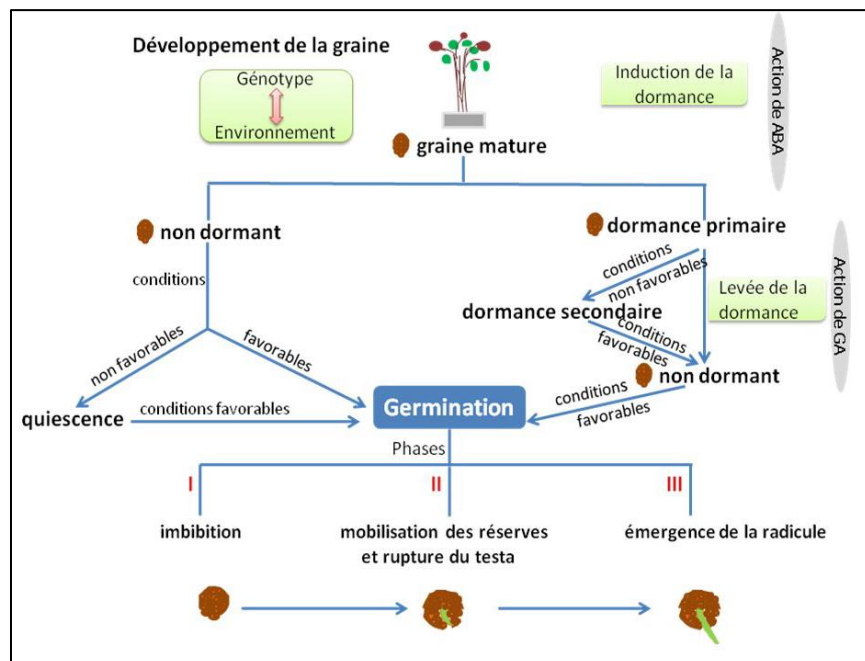 Développement de la graine
Génotype
Environnement
Induction de la
dormance
Action de ABA
graine mature
non dormant
dormance primaire
conditions
conditions
non favorables
Levée de la
dormance
Action de GA
dormance secondaire
conditions
favorables
non favorables
favorables
non dormant
quiescence
conditions favorables
Germination
conditions
favorables
Phases
I
II
III
imbibition
mobilisation des réserves
et rupture du testa
émergence de la radicule